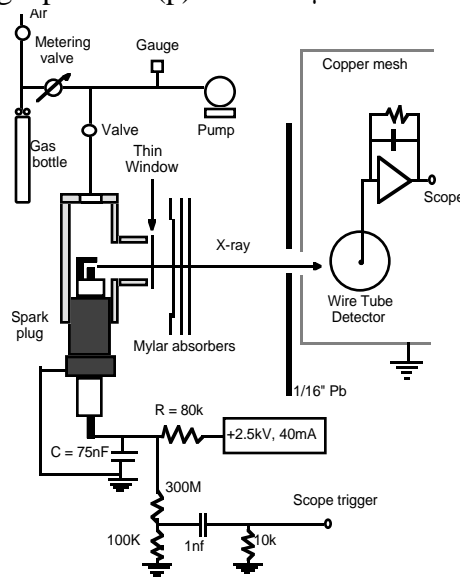 Air
Metering
valve
Gauge
Copper mesh
Gas
bottle
Valve
Pump
Thin
Window
Scope
X-ray
Wire Tube
Detector
Spark
plug
Mylar absorbers
1/16" Pb
R = 80k
+2.5kV, 40mA
C = 75nF
300M
Scope trigger
100K
1nf
10k